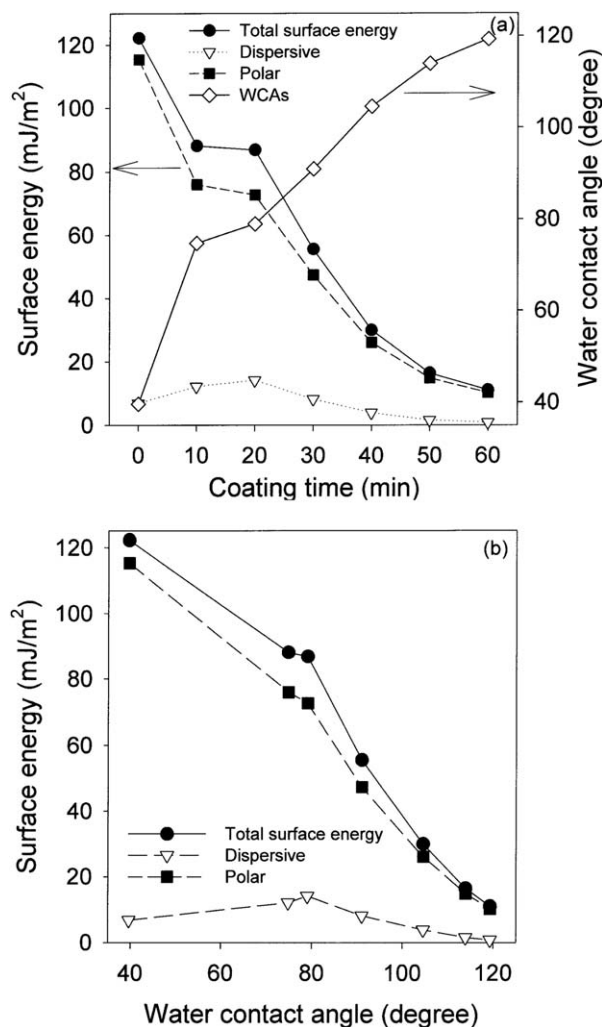 (a)
Total surface energy
Dispersive
Polar
WCAs
120
100
80
60
40
20
0
Surface energy (mJ/m²)
120
100
80
60
40
Water contact angle (degree)
0 10 20 30 40 50 60
Coating time (min)
(b)
120
100
80
60
40
20
0
Surface energy (mJ/m²)
Total surface energy
Dispersive
Polar
40 60 80 100 120
Water contact angle (degree)